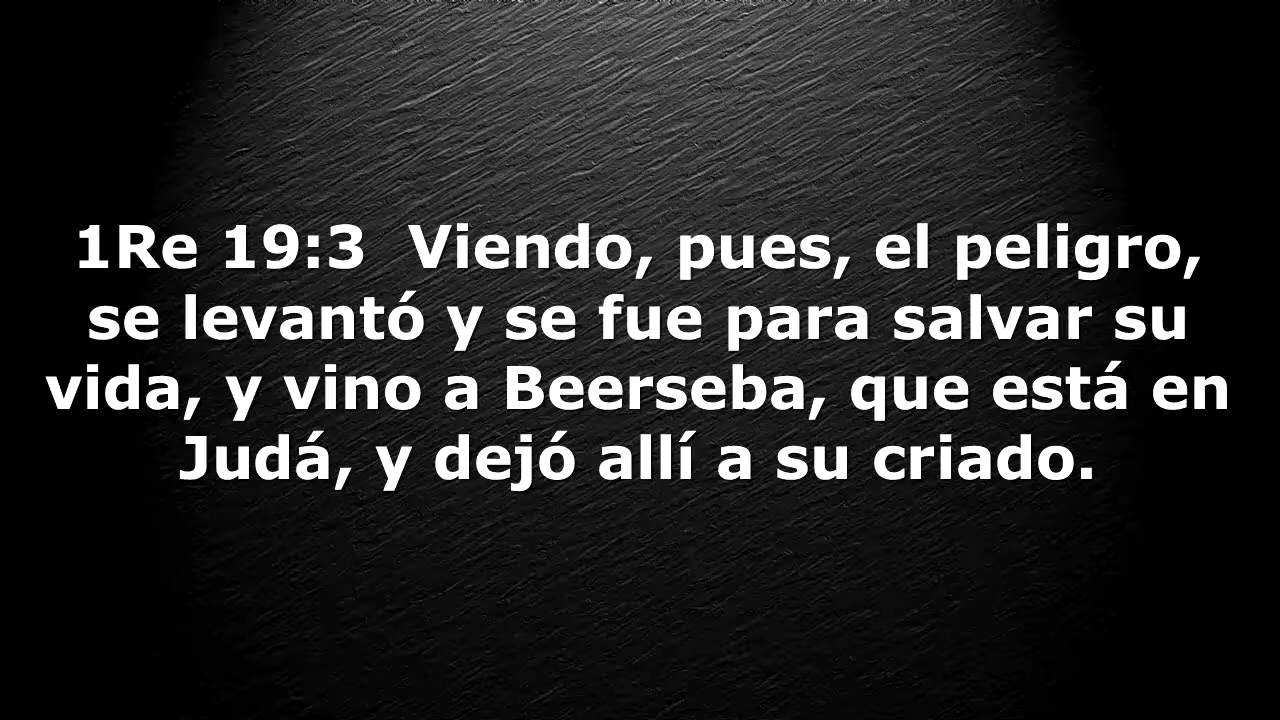 1Re 19:3  Viendo, pues, el peligro,
se levantó y se fue para salvar su
vida, y vino a Beerseba, que está en
Judá, y dejó allí a su criado.